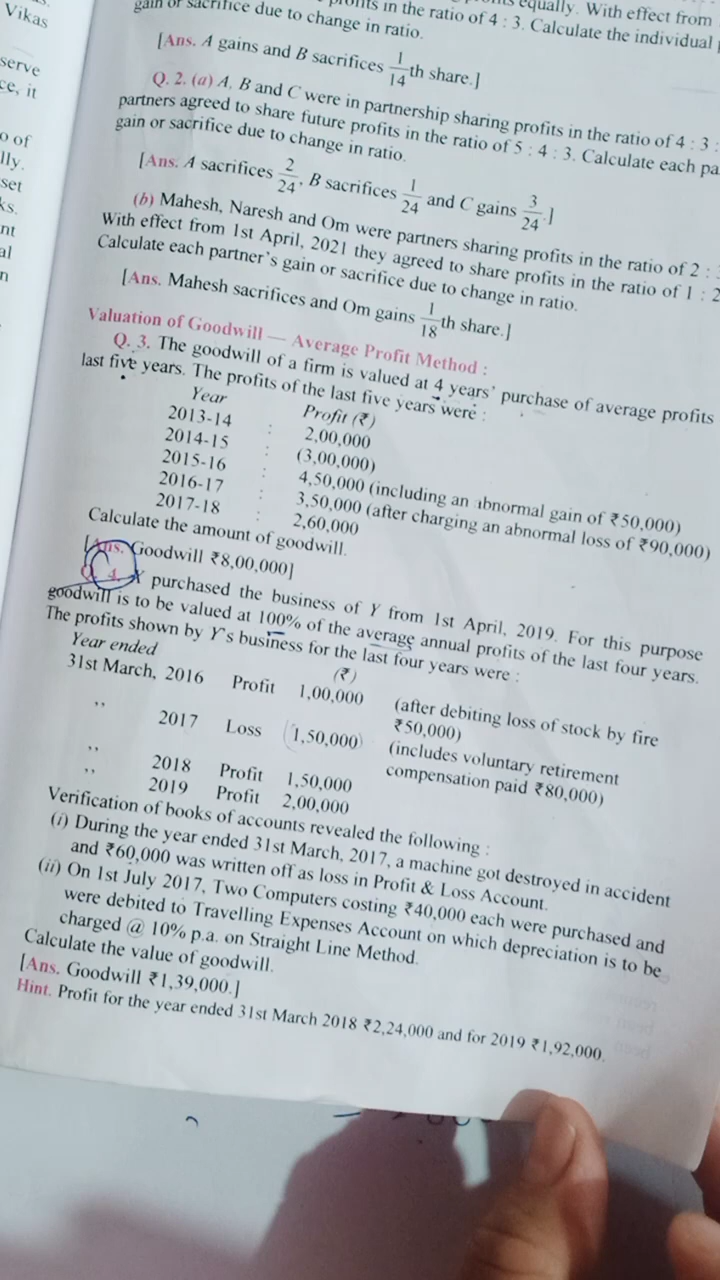 Vikas
serve
ce, it
o of
lly.
set
ks.
nt
al
n
equally. With effect from
in the ratio of 4 : 3. Calculate the individual
gain or sacrifice due to change in ratio.
[Ans. A gains and B sacrifices 1/14 th share.]
Q. 2. (a) A, B and C were in partnership sharing profits in the ratio of 4 : 3 :
partners agreed to share future profits in the ratio of 5 : 4 : 3. Calculate each pa
gain or sacrifice due to change in ratio.
[Ans. A sacrifices 2/24, B sacrifices 1/24 and C gains 3/24.]
(b) Mahesh, Naresh and Om were partners sharing profits in the ratio of 2 :
With effect from 1st April, 2021 they agreed to share profits in the ratio of 1 : 2
Calculate each partner's gain or sacrifice due to change in ratio.
[Ans. Mahesh sacrifices and Om gains 1/18 th share.]
Valuation of Goodwill — Average Profit Method :
Q. 3. The goodwill of a firm is valued at 4 years' purchase of average profits
last five years. The profits of the last five years were :
Year Profit (₹)
2013-14 : 2,00,000
2014-15 : (3,00,000)
2015-16 : 4,50,000 (including an abnormal gain of ₹50,000)
2016-17 : 3,50,000 (after charging an abnormal loss of ₹90,000)
2017-18 : 2,60,000
Calculate the amount of goodwill.
[Ans. Goodwill ₹8,00,000]
Q. 4. X purchased the business of Y from 1st April, 2019. For this purpose
goodwill is to be valued at 100% of the average annual profits of the last four years.
The profits shown by Y's business for the last four years were :
Year ended (₹)
31st March, 2016 Profit 1,00,000 (after debiting loss of stock by fire
₹50,000)
,, 2017 Loss (1,50,000) (includes voluntary retirement
compensation paid ₹80,000)
,, 2018 Profit 1,50,000
,, 2019 Profit 2,00,000
Verification of books of accounts revealed the following :
(i) During the year ended 31st March, 2017, a machine got destroyed in accident
and ₹60,000 was written off as loss in Profit & Loss Account.
(ii) On 1st July 2017, Two Computers costing ₹40,000 each were purchased and
were debited to Travelling Expenses Account on which depreciation is to be
charged @ 10% p.a. on Straight Line Method.
Calculate the value of goodwill.
[Ans. Goodwill ₹1,39,000.]
Hint. Profit for the year ended 31st March 2018 ₹2,24,000 and for 2019 ₹1,92,000.